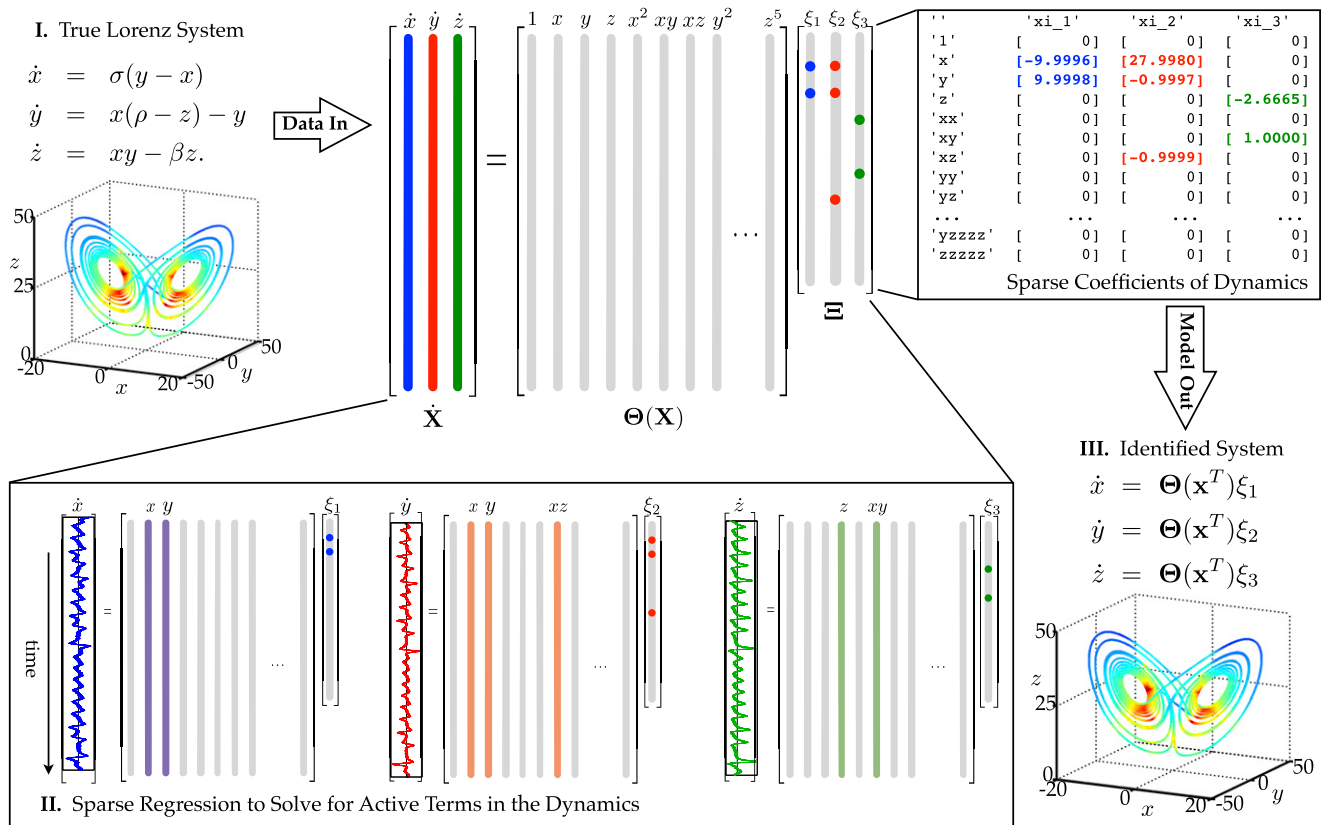 I. True Lorenz System
ẋ = σ(y − x)
ẏ = x(ρ − z) − y
ż = xy − βz.
Data In
50
z
25
0
-20
0
x
20
-50
0
y
50
ẋ ẏ ż
=
Ẋ
1 x y z x² xy xz y² z⁵
...
Θ(X)
ξ₁ ξ₂ ξ₃
Ξ
'' 'xi_1' 'xi_2' 'xi_3'
'1' [ 0] [ 0] [ 0]
'x' [-9.9996] [27.9980] [ 0]
'y' [ 9.9998] [-0.9997] [ 0]
'z' [ 0] [ 0] [-2.6665]
'xx' [ 0] [ 0] [ 0]
'xy' [ 0] [ 0] [ 1.0000]
'xz' [ 0] [-0.9999] [ 0]
'yy' [ 0] [ 0] [ 0]
'yz' [ 0] [ 0] [ 0]
... ... ... ...
'yzzzz' [ 0] [ 0] [ 0]
'zzzzz' [ 0] [ 0] [ 0]
Sparse Coefficients of Dynamics
Model Out
time
ẋ = x y ... ξ₁
ẏ = x y xz ... ξ₂
ż = z xy ... ξ₃
II. Sparse Regression to Solve for Active Terms in the Dynamics
III. Identified System
ẋ = Θ(xᵀ)ξ₁
ẏ = Θ(xᵀ)ξ₂
ż = Θ(xᵀ)ξ₃
50
z
25
0
-20
0
x
20
-50
0
y
50